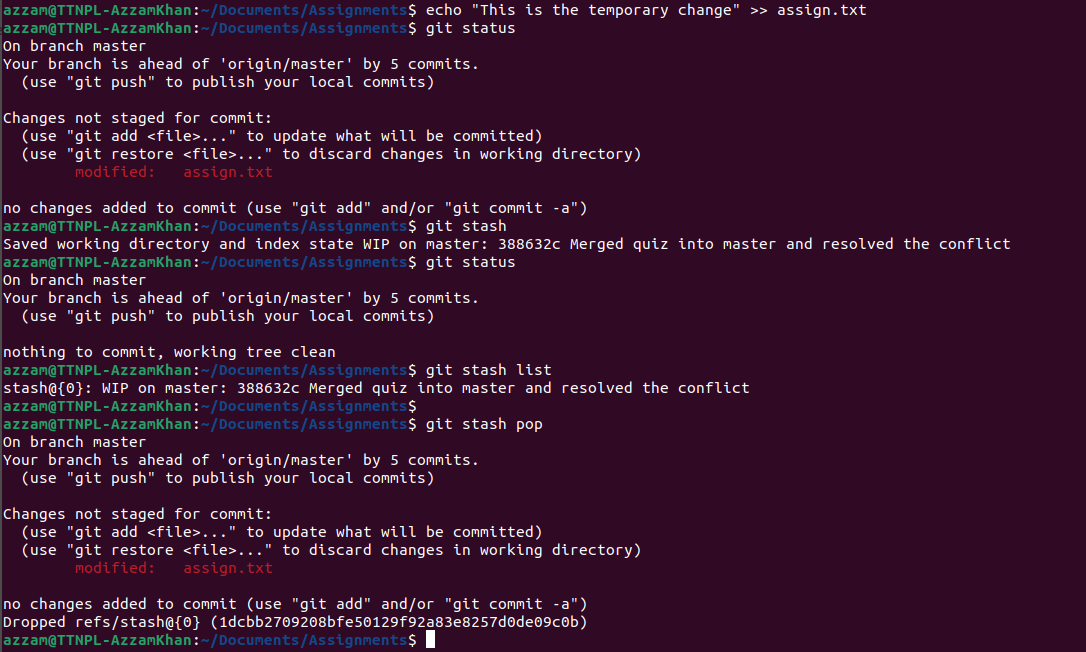 azzam@TTNPL-AzzamKhan:~/Documents/Assignments$ echo "This is the temporary change" >> assign.txt
azzam@TTNPL-AzzamKhan:~/Documents/Assignments$ git status
On branch master
Your branch is ahead of 'origin/master' by 5 commits.
  (use "git push" to publish your local commits)

Changes not staged for commit:
  (use "git add <file>..." to update what will be committed)
  (use "git restore <file>..." to discard changes in working directory)
        modified:   assign.txt

no changes added to commit (use "git add" and/or "git commit -a")
azzam@TTNPL-AzzamKhan:~/Documents/Assignments$ git stash
Saved working directory and index state WIP on master: 388632c Merged quiz into master and resolved the conflict
azzam@TTNPL-AzzamKhan:~/Documents/Assignments$ git status
On branch master
Your branch is ahead of 'origin/master' by 5 commits.
  (use "git push" to publish your local commits)

nothing to commit, working tree clean
azzam@TTNPL-AzzamKhan:~/Documents/Assignments$ git stash list
stash@{0}: WIP on master: 388632c Merged quiz into master and resolved the conflict
azzam@TTNPL-AzzamKhan:~/Documents/Assignments$
azzam@TTNPL-AzzamKhan:~/Documents/Assignments$ git stash pop
On branch master
Your branch is ahead of 'origin/master' by 5 commits.
  (use "git push" to publish your local commits)

Changes not staged for commit:
  (use "git add <file>..." to update what will be committed)
  (use "git restore <file>..." to discard changes in working directory)
        modified:   assign.txt

no changes added to commit (use "git add" and/or "git commit -a")
Dropped refs/stash@{0} (1dcbb2709208bfe50129f92a83e8257d0de09c0b)
azzam@TTNPL-AzzamKhan:~/Documents/Assignments$